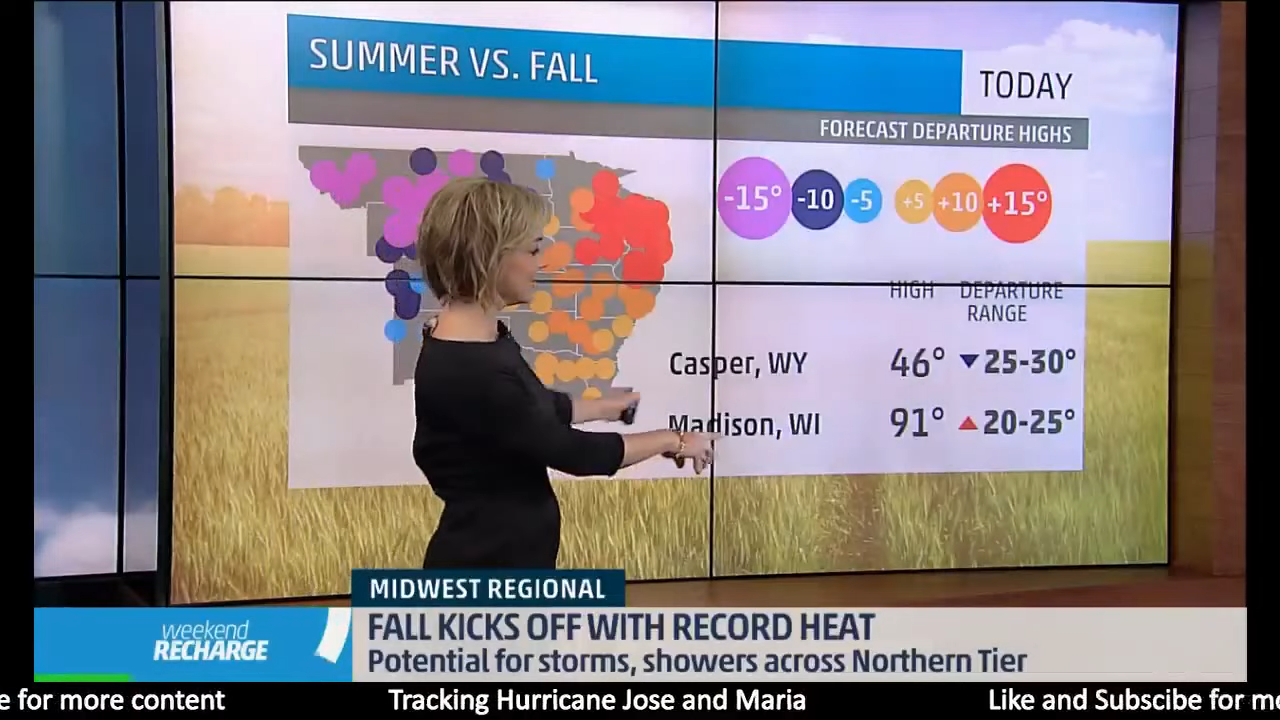 SUMMER VS. FALL
TODAY
FORECAST DEPARTURE HIGHS
-15° -10 -5 +5 +10 +15°
HIGH DEPARTURE
RANGE
Casper, WY 46° ▼25-30°
Madison, WI 91° ▲20-25°
MIDWEST REGIONAL
weekend
RECHARGE
FALL KICKS OFF WITH RECORD HEAT
Potential for storms, showers across Northern Tier
e for more content Tracking Hurricane Jose and Maria Like and Subscibe for mo